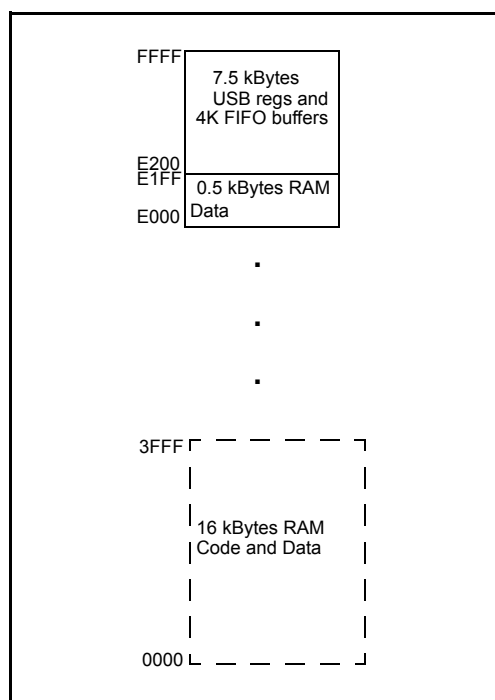 FFFF
7.5 kBytes
USB regs and
4K FIFO buffers
E200
E1FF
0.5 kBytes RAM
Data
E000
3FFF
16 kBytes RAM
Code and Data
0000